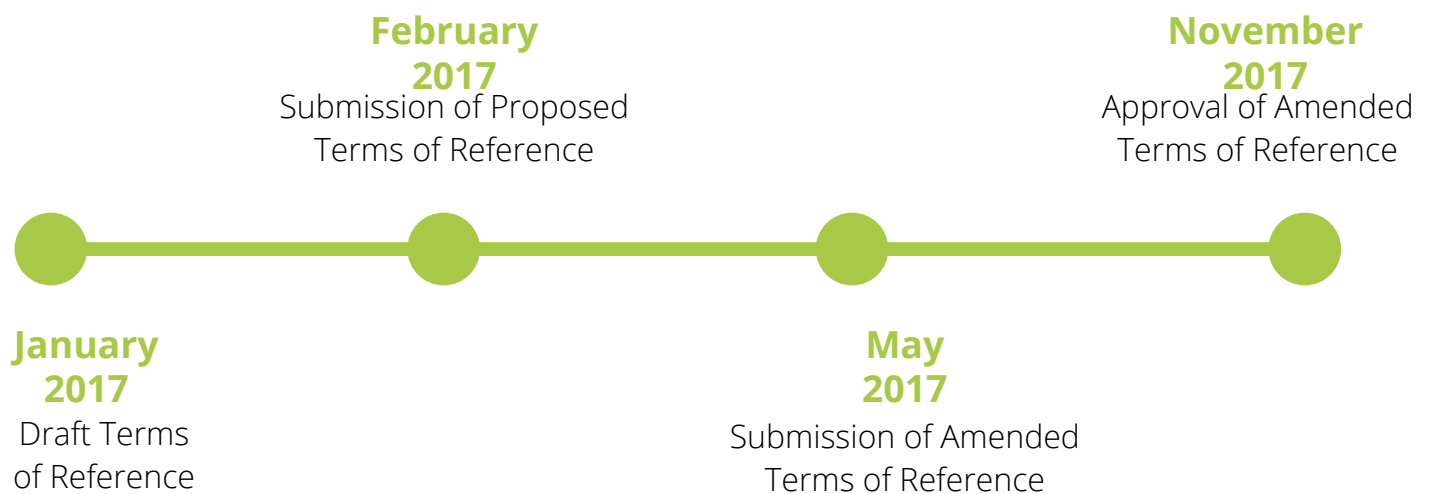 February
2017
Submission of Proposed
Terms of Reference
November
2017
Approval of Amended
Terms of Reference
January
2017
Draft Terms
of Reference
May
2017
Submission of Amended
Terms of Reference